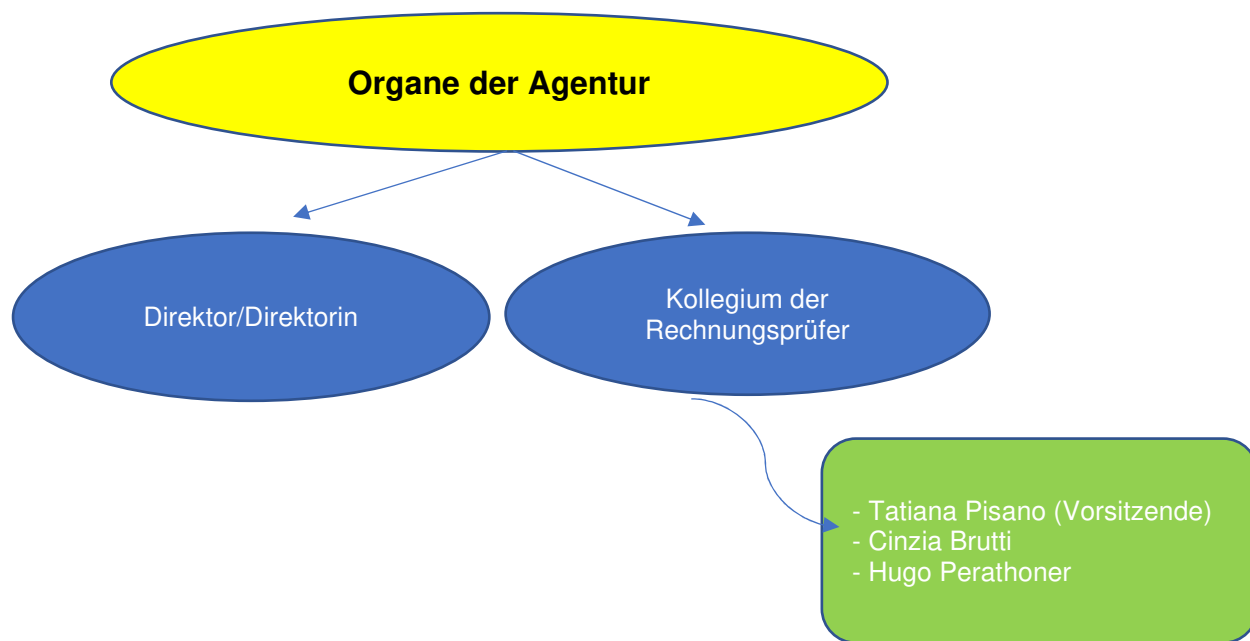 Organe der Agentur
Direktor/Direktorin
Kollegium der
Rechnungsprüfer
- Tatiana Pisano (Vorsitzende)
- Cinzia Brutti
- Hugo Perathoner